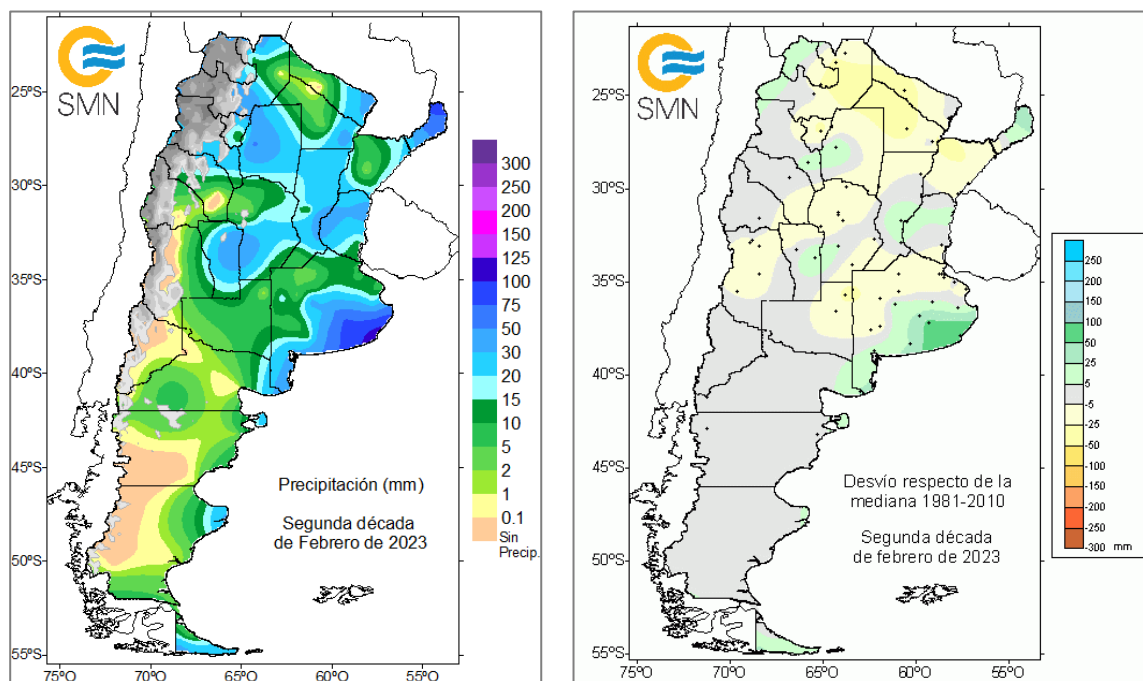 SMN
25ºS
30ºS
35ºS
40ºS
45ºS
50ºS
55ºS
75ºO
70ºO
65ºO
60ºO
55ºO
300
250
200
150
125
100
75
50
30
20
15
10
5
2
1
0.1
Sin
Precip.
Precipitación (mm)
Segunda década
de Febrero de 2023
SMN
25ºS
30ºS
35ºS
40ºS
45ºS
50ºS
55ºS
75ºO
70ºO
65ºO
60ºO
55ºO
Desvío respecto de la
mediana 1981-2010
Segunda década
de febrero de 2023
250
200
150
100
50
25
5
-5
-25
-50
-100
-150
-200
-250
-300 mm